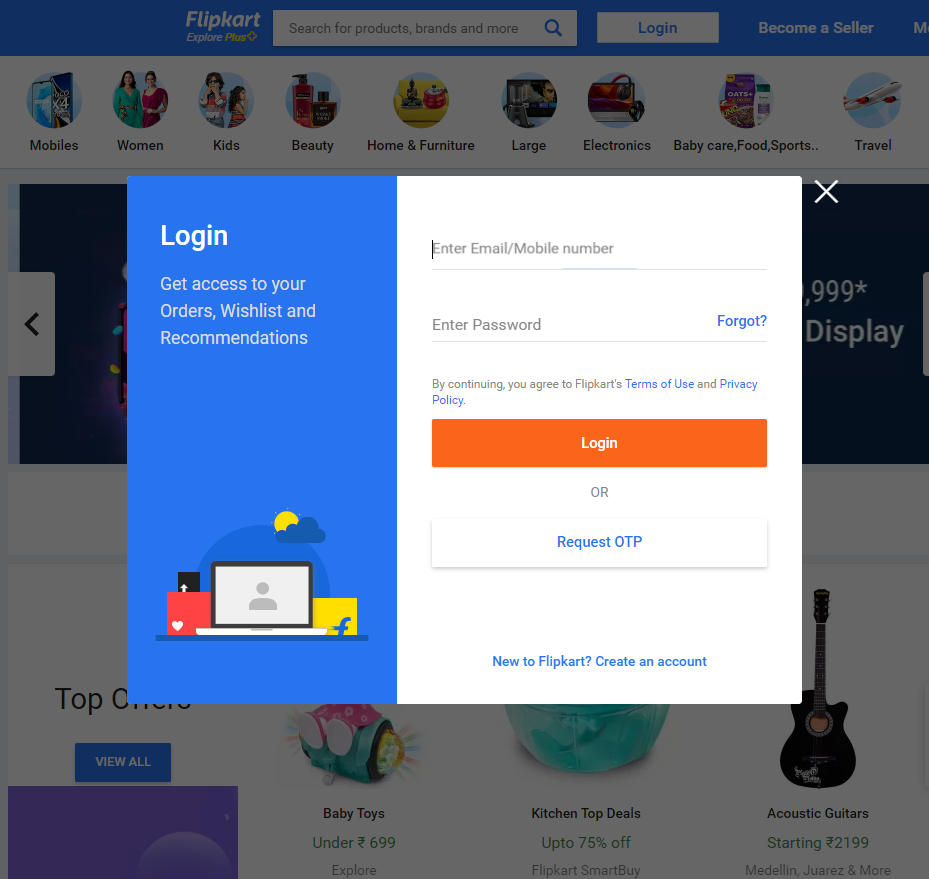 Flipkart
Explore Plus
Search for products, brands and more
Login
Become a Seller
Mobiles
Women
Kids
Beauty
Home & Furniture
Large
Electronics
Baby care,Food,Sports..
Travel
Login
Get access to your
Orders, Wishlist and
Recommendations
Enter Email/Mobile number
Enter Password
Forgot?
By continuing, you agree to Flipkart's Terms of Use and Privacy
Policy.
Login
OR
Request OTP
New to Flipkart? Create an account
,999*
Display
Top Offers
VIEW ALL
Baby Toys
Under ₹ 699
Explore
Kitchen Top Deals
Upto 75% off
Flipkart SmartBuy
Acoustic Guitars
Starting ₹2199
Medellin, Juarez & More